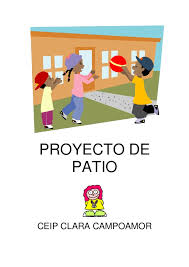 PROYECTO DE
PATIO
CEIP CLARA CAMPOAMOR